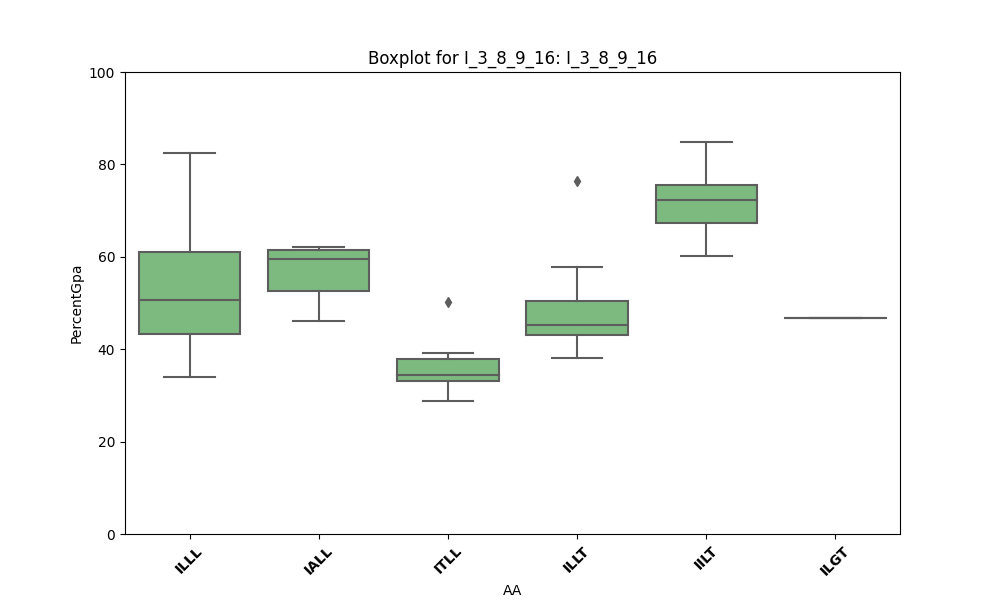 Boxplot for I_3_8_9_16: I_3_8_9_16
100
80
60
40
20
0
PercentGpa
ILLL
IALL
ITLL
ILLT
IILT
ILGT
AA